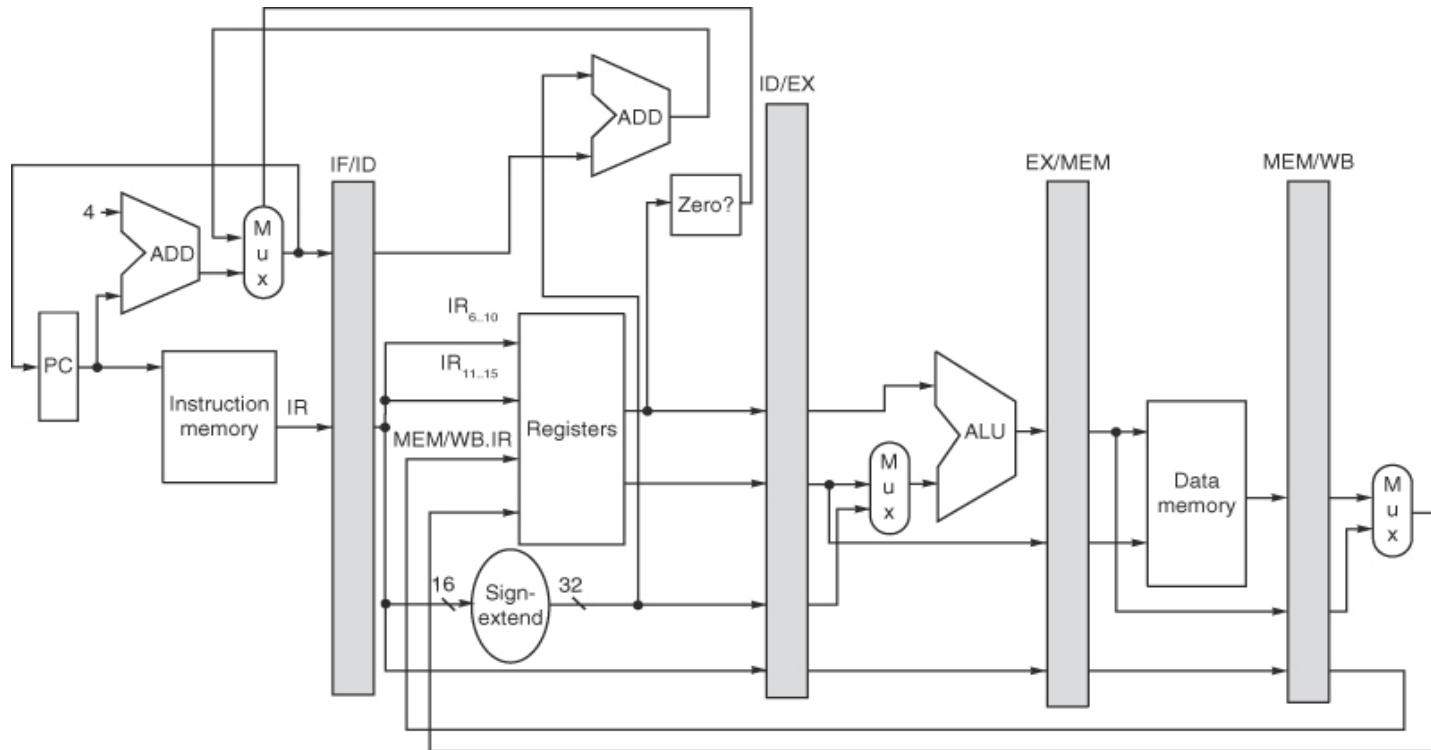 ID/EX
ADD
IF/ID
EX/MEM
MEM/WB
Zero?
4
ADD
M
u
x
IR6..10
PC
IR11..15
Instruction
memory
IR
Registers
MEM/WB.IR
ALU
M
u
x
Data
memory
M
u
x
16
Sign-
extend
32